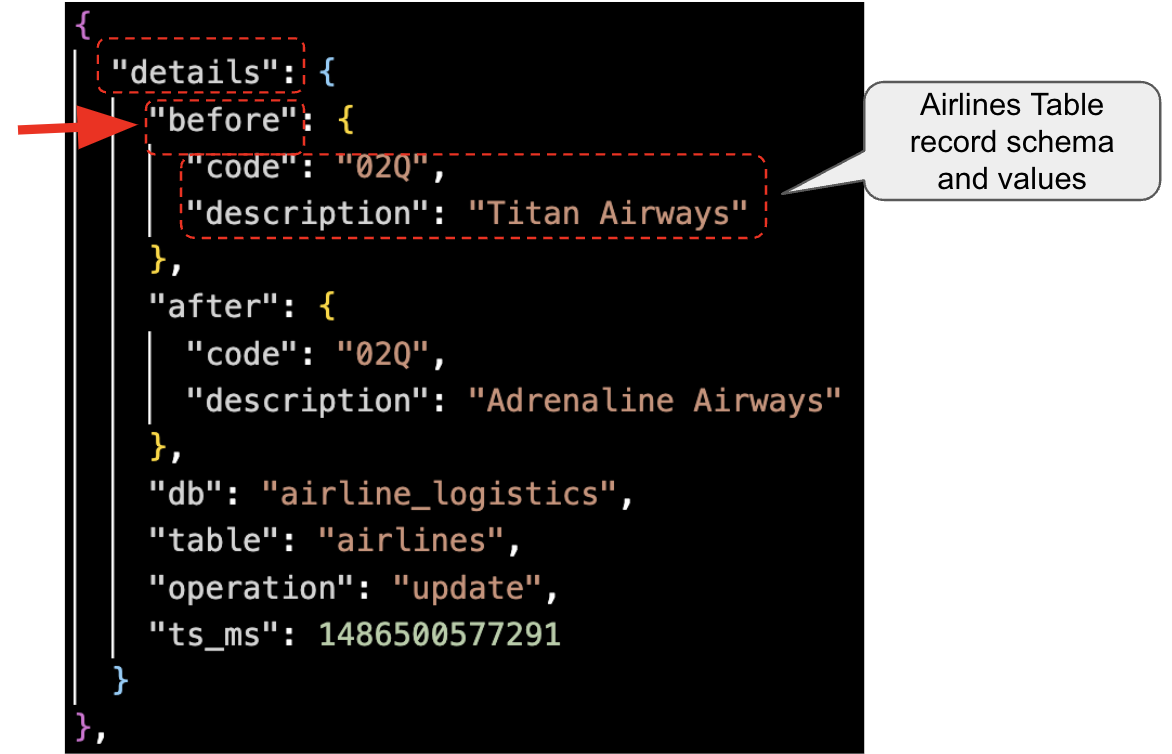 {
"details": {
"before": {
"code": "02Q",
"description": "Titan Airways"
},
"after": {
"code": "02Q",
"description": "Adrenaline Airways"
},
"db": "airline_logistics",
"table": "airlines",
"operation": "update",
"ts_ms": 1486500577291
}
},
Airlines Table
record schema
and values